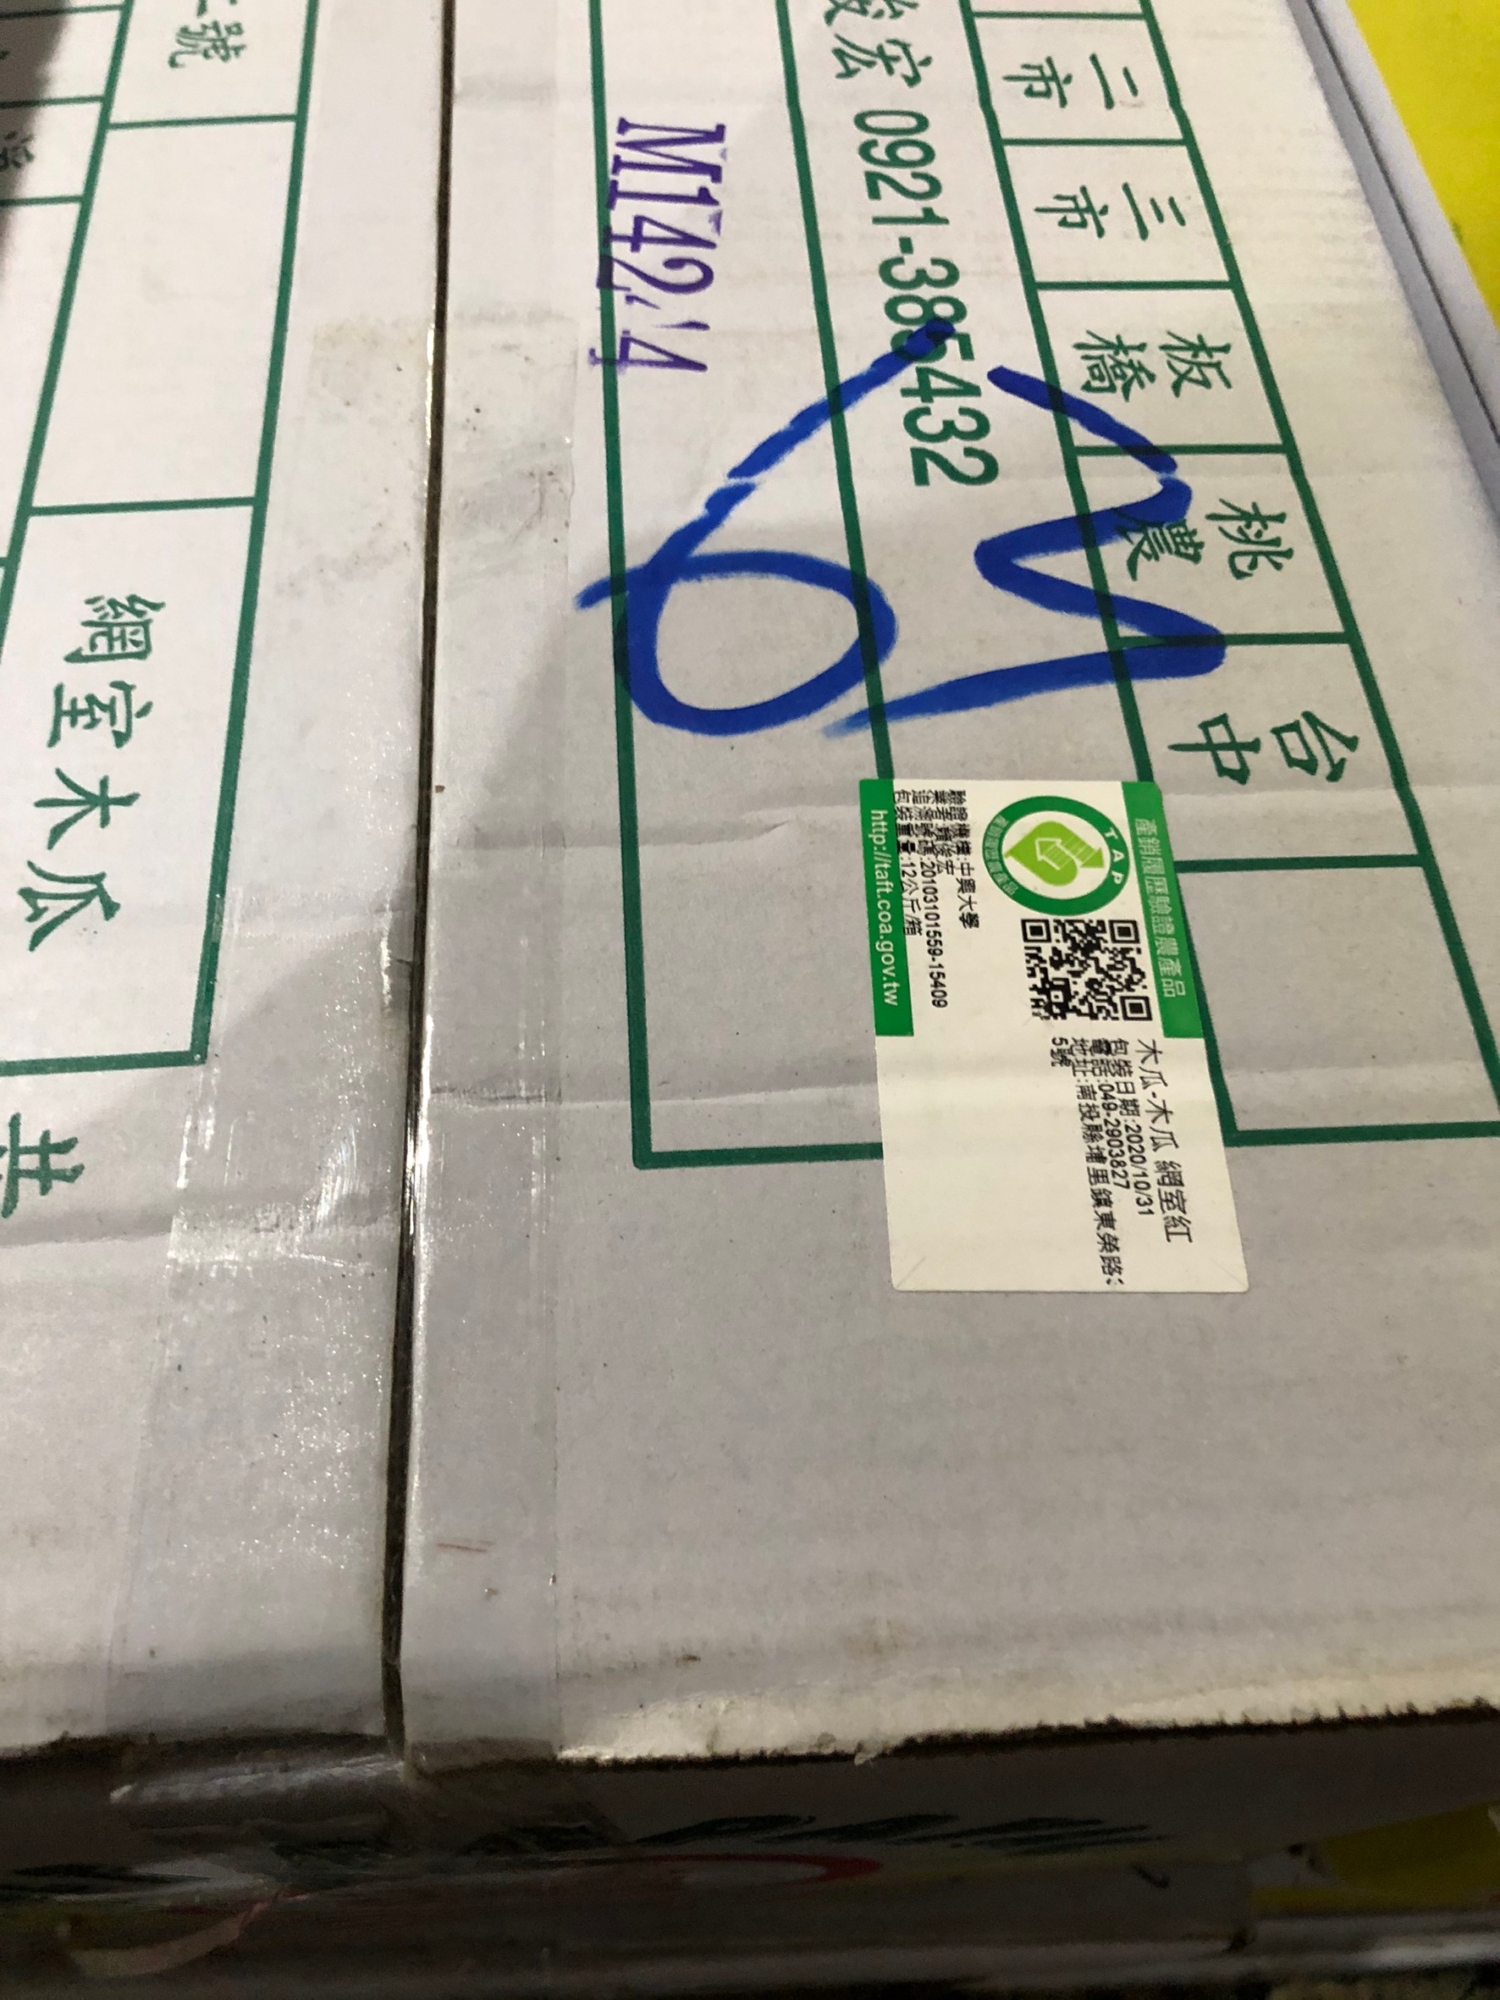 二市
三市
板橋
桃農
台中
宏 0921-385432
M142
號
網室木瓜
共
產銷履歷驗證農產品
TAP
木瓜-木瓜 網室紅
包裝日期:2020/10/31
電話:049-2903827
地址:南投縣埔里鎮東榮路
5號
驗證機構:中興大學
追溯號碼:20103101559-15409
包裝重量:12公斤/箱
http://taft.coa.gov.tw